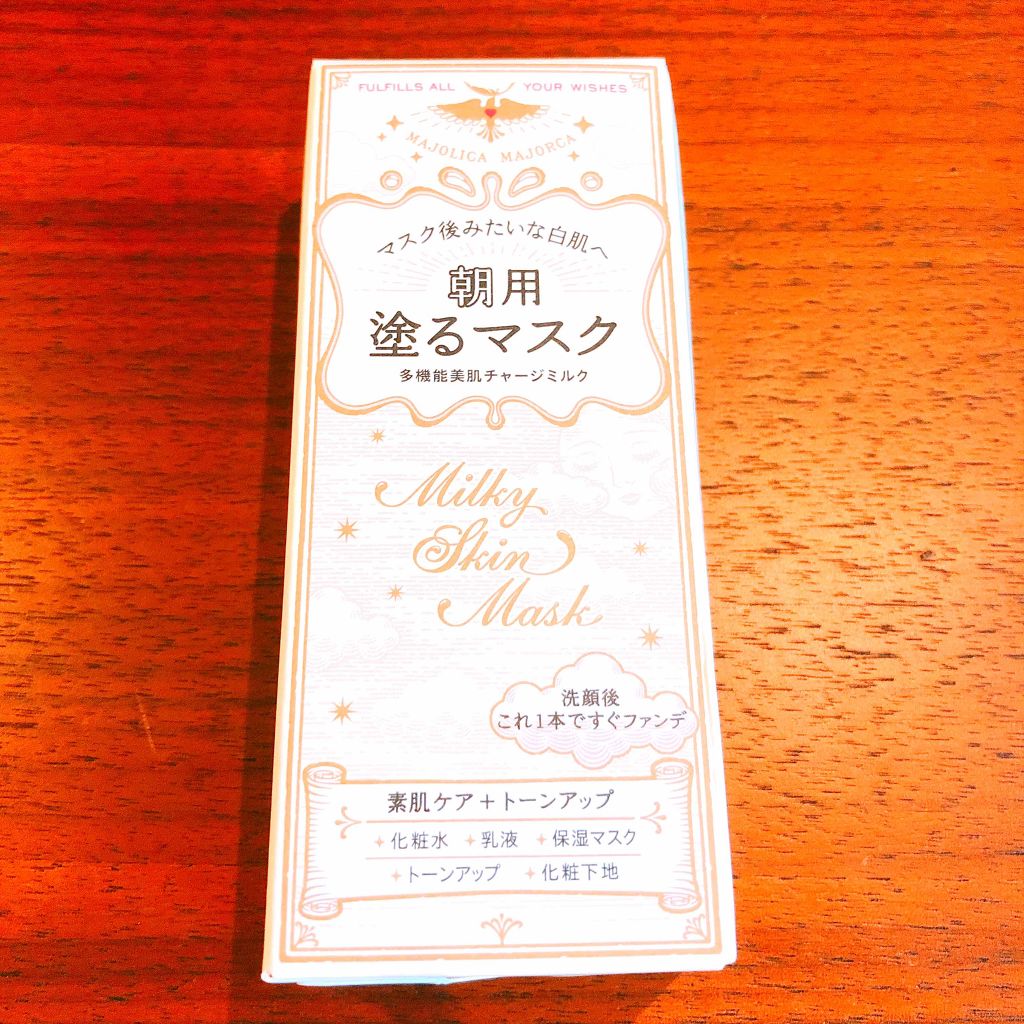 FULFILLS ALL YOUR WISHES
MAJOLICA MAJORCA
マスク後みたいな白肌へ
朝用
塗るマスク
多機能美肌チャージミルク
Milky
Skin
Mask
洗顔後
これ1本ですぐファンデ
素肌ケア+トーンアップ
化粧水 乳液 保湿マスク
トーンアップ 化粧下地